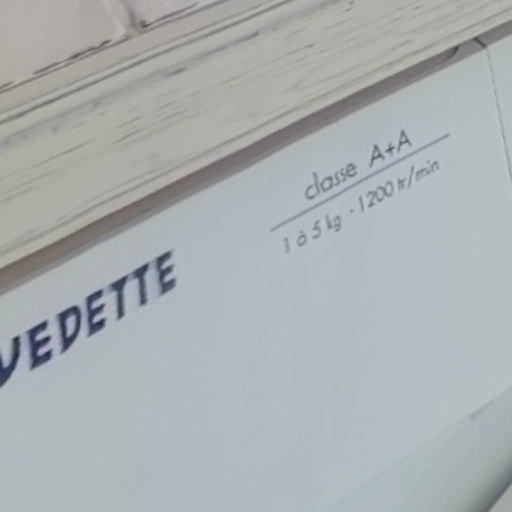 classe A+A
1 à 5 kg - 1200 tr/min
VEDETTE